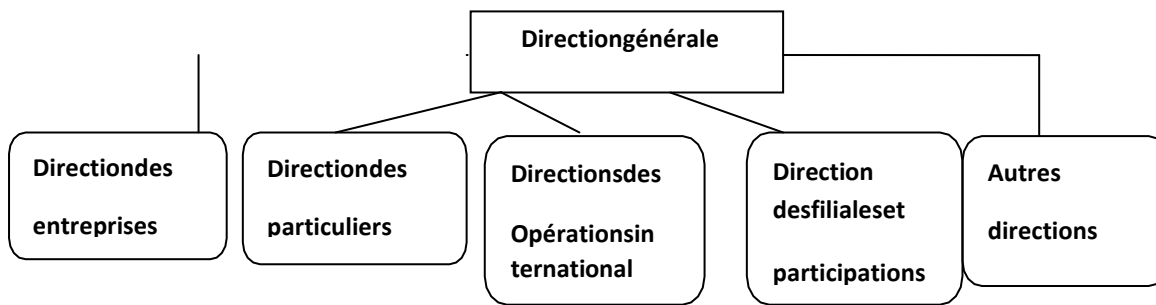 Directiongénérale
Directiondes
entreprises
Directiondes
particuliers
Directionsdes
Opérationsin
ternational
Direction
desfilialeset
participations
Autres
directions